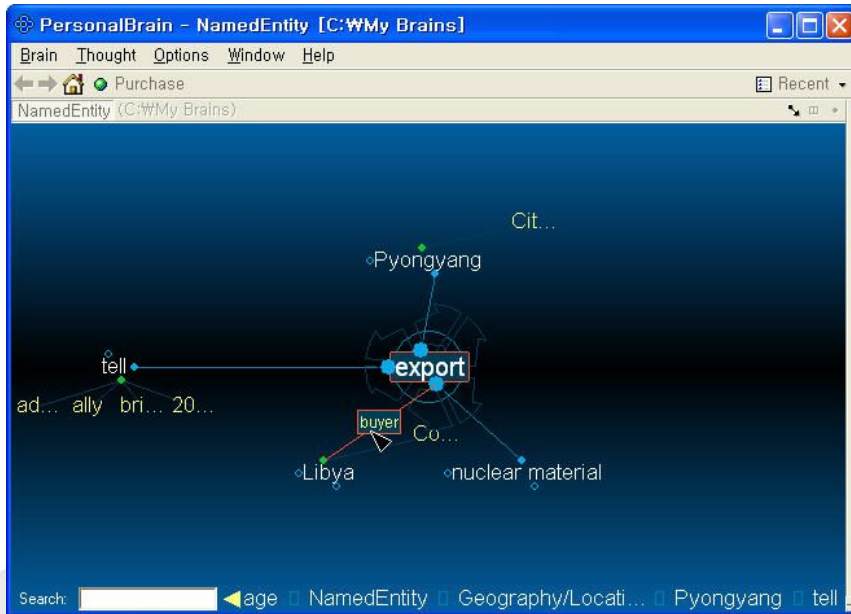 PersonalBrain - NamedEntity [C:₩My Brains]
Brain Thought Options Window Help
Purchase Recent
NamedEntity (C:₩My Brains)
Cit...
Pyongyang
tell export
ad... ally bri... 20...
buyer
Co...
Libya nuclear material
Search: age NamedEntity Geography/Locati... Pyongyang tell